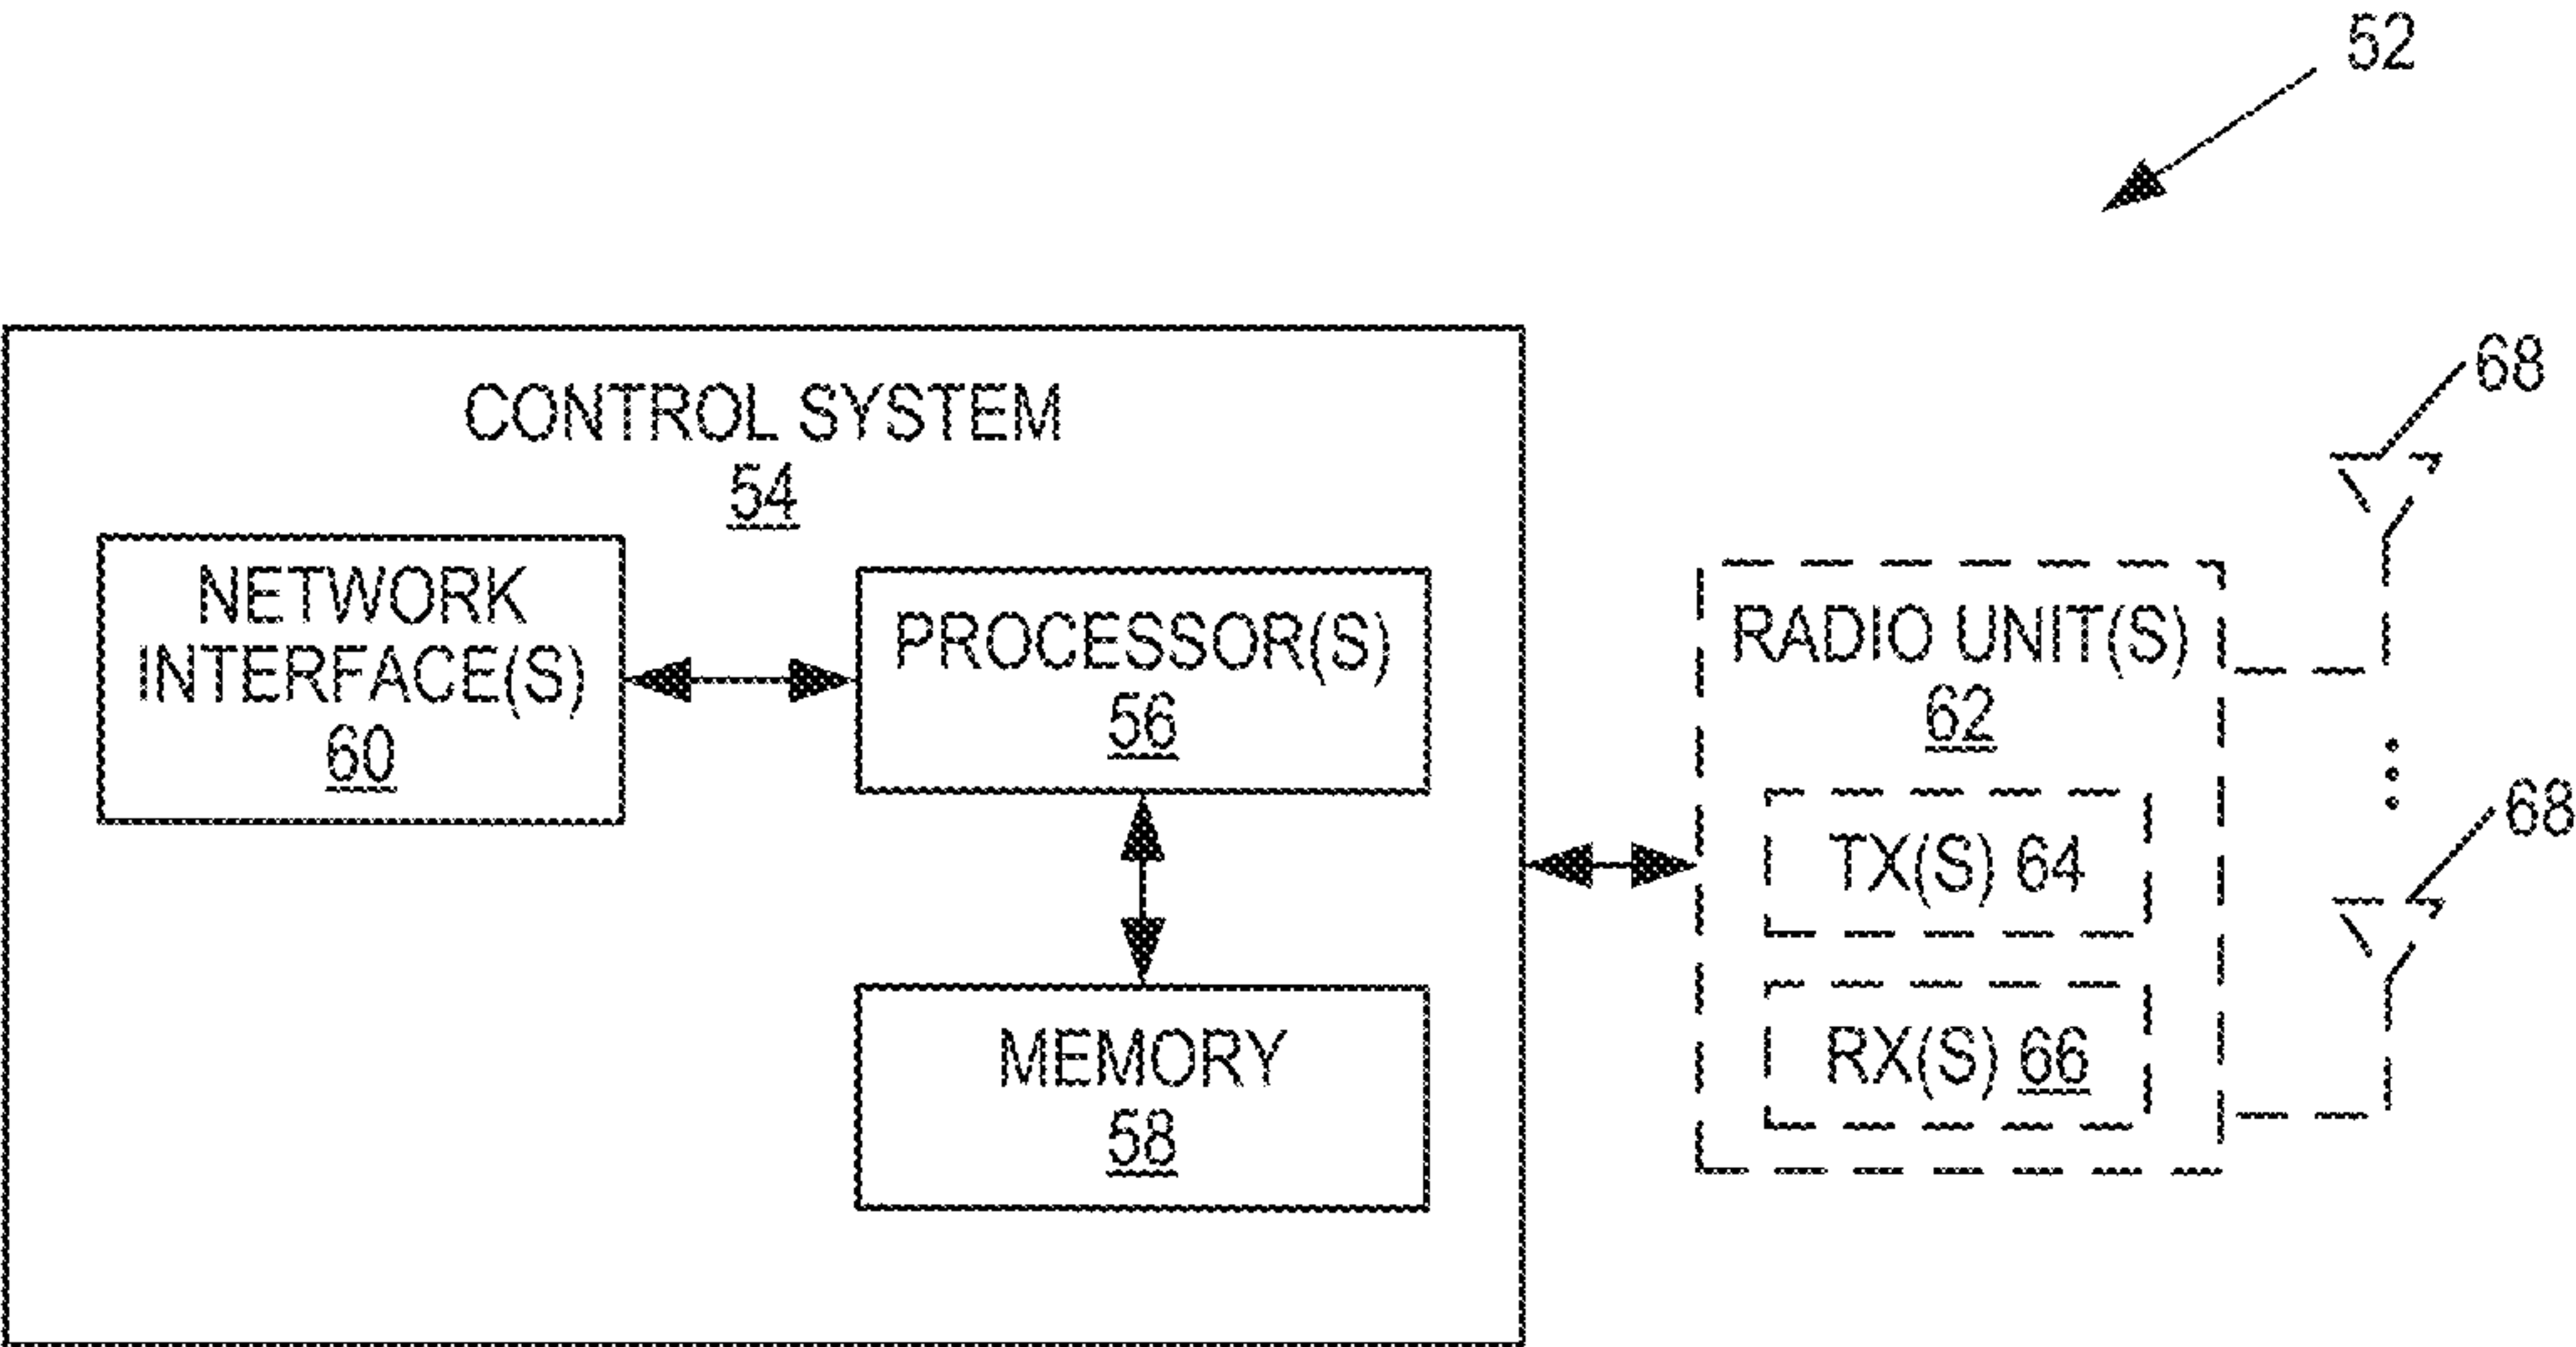 52
CONTROL SYSTEM
54
NETWORK
INTERFACE(S)
60
PROCESSOR(S)
56
MEMORY
58
RADIO UNIT(S)
62
TX(S) 64
RX(S) 66
68
68